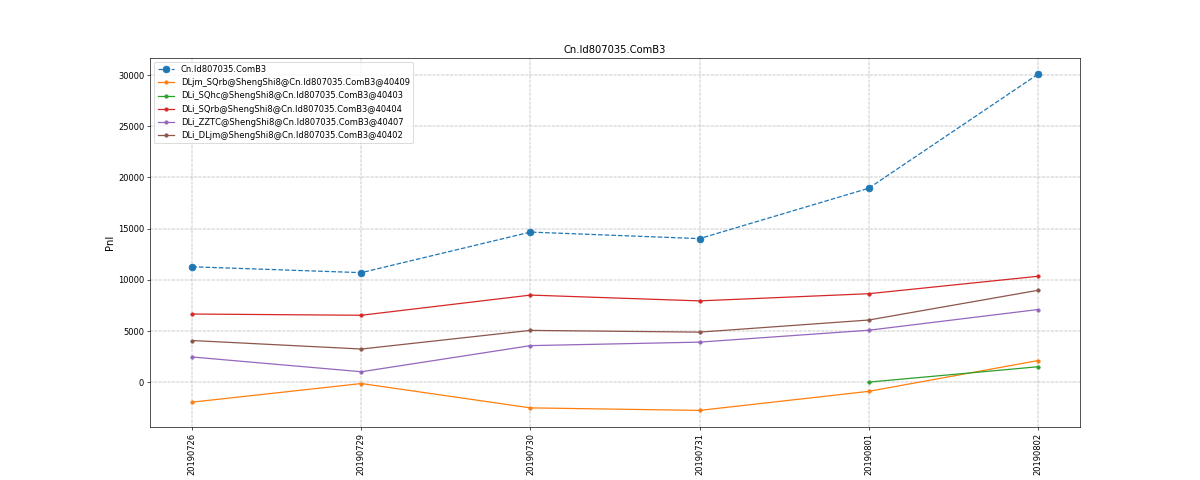 Cn.Id807035.ComB3
Cn.Id807035.ComB3
DLjm_SQrb@ShengShi8@Cn.Id807035.ComB3@40409
DLi_SQhc@ShengShi8@Cn.Id807035.ComB3@40403
DLi_SQrb@ShengShi8@Cn.Id807035.ComB3@40404
DLi_ZZTC@ShengShi8@Cn.Id807035.ComB3@40407
DLi_DLjm@ShengShi8@Cn.Id807035.ComB3@40402
30000
25000
20000
15000
10000
5000
0
Pnl
20190726
20190729
20190730
20190731
20190801
20190802